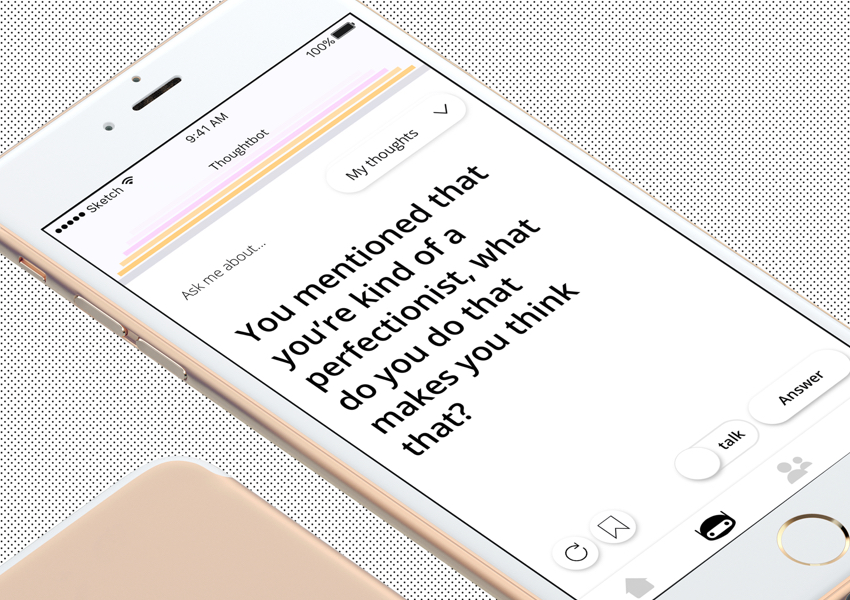 Sketch
9:41 AM
100%
Thoughtbot
My thoughts
Ask me about...
You mentioned that
you're kind of a
perfectionist, what
do you do that
makes you think
that?
talk
Answer